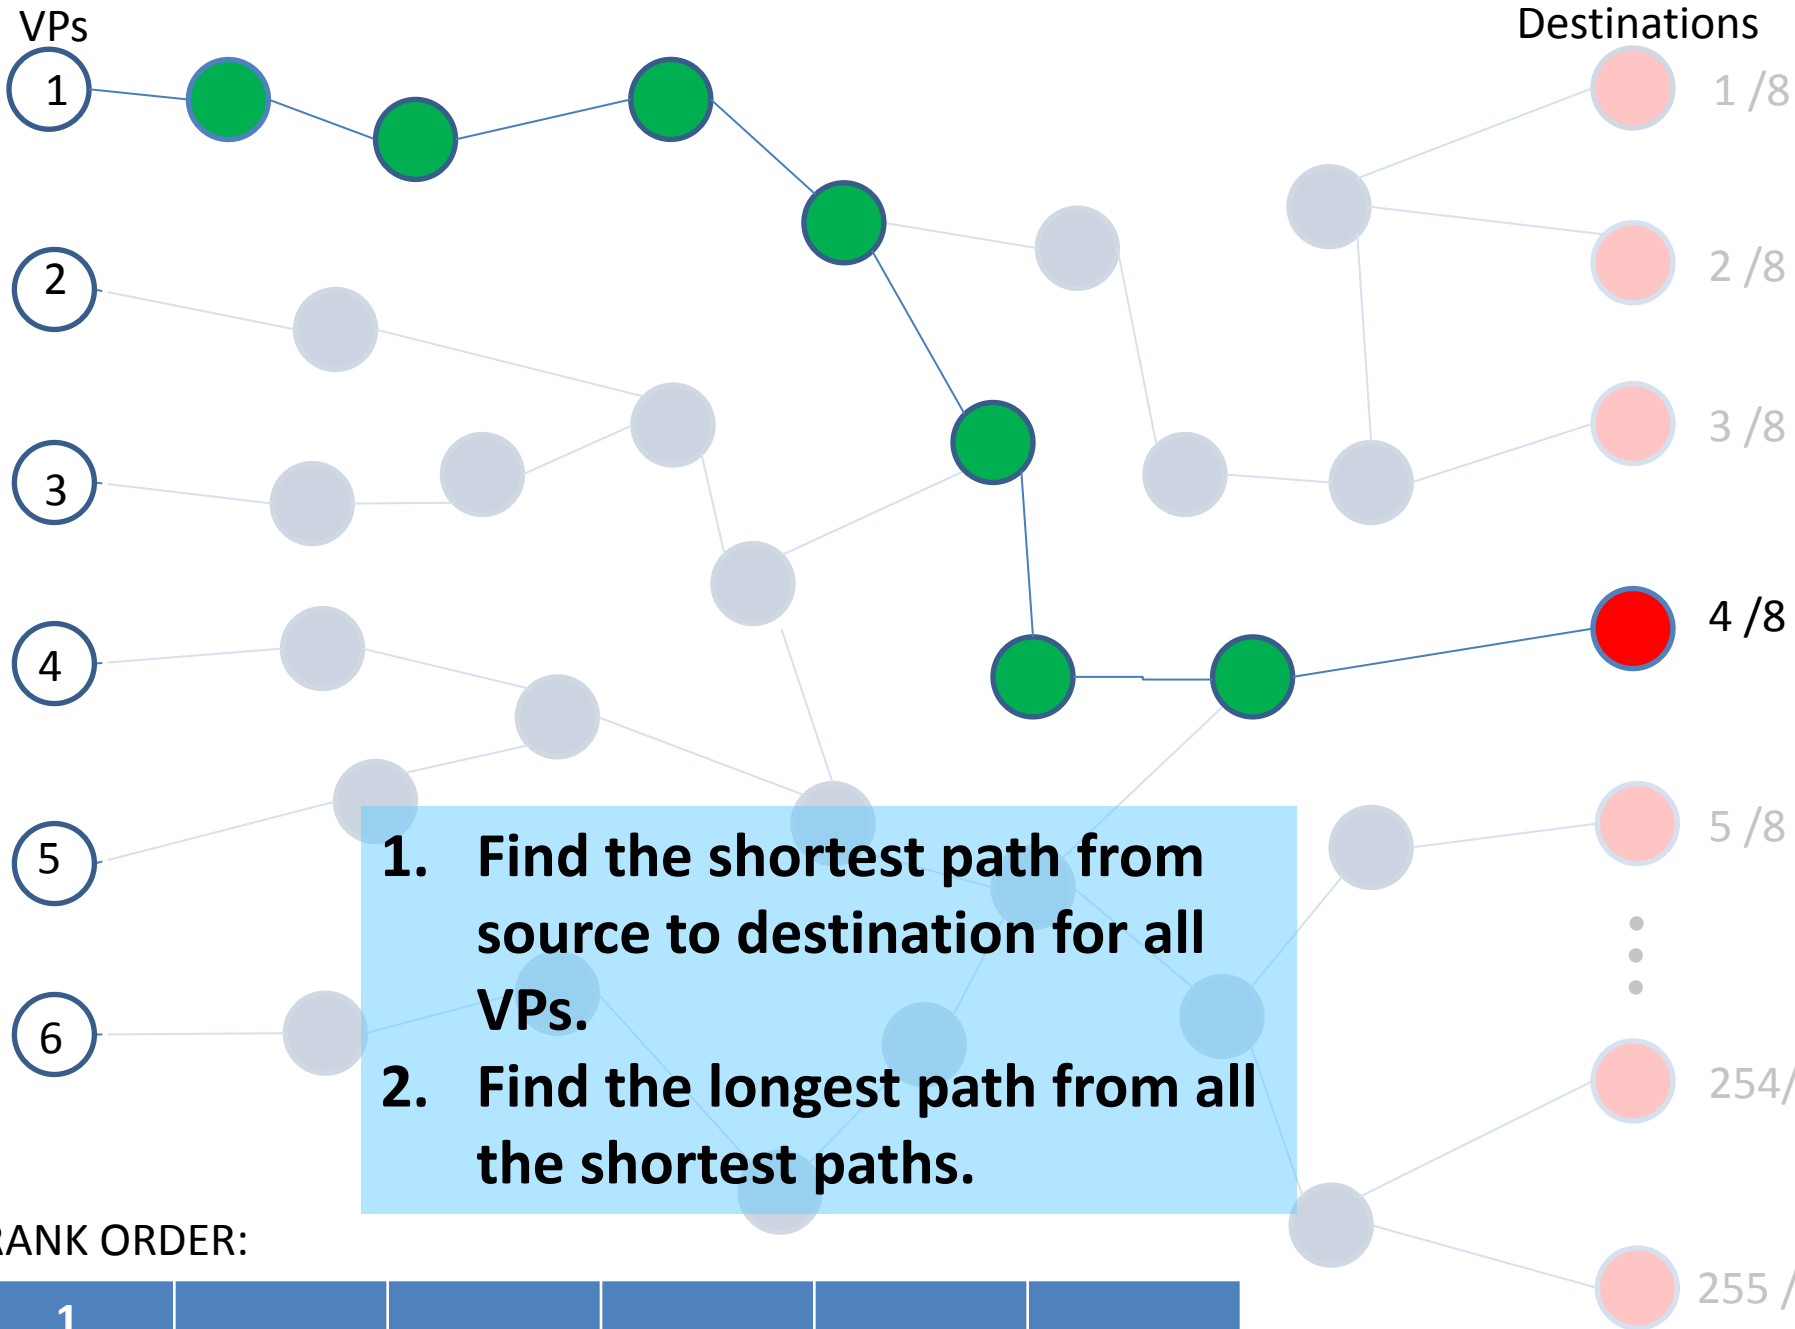 VPs
Destinations
1
1 /8
2
2 /8
3
3 /8
4
4 /8
5
5 /8
1. Find the shortest path from
source to destination for all
VPs.
2. Find the longest path from all
the shortest paths.
6
254/
RANK ORDER:
255 /
1